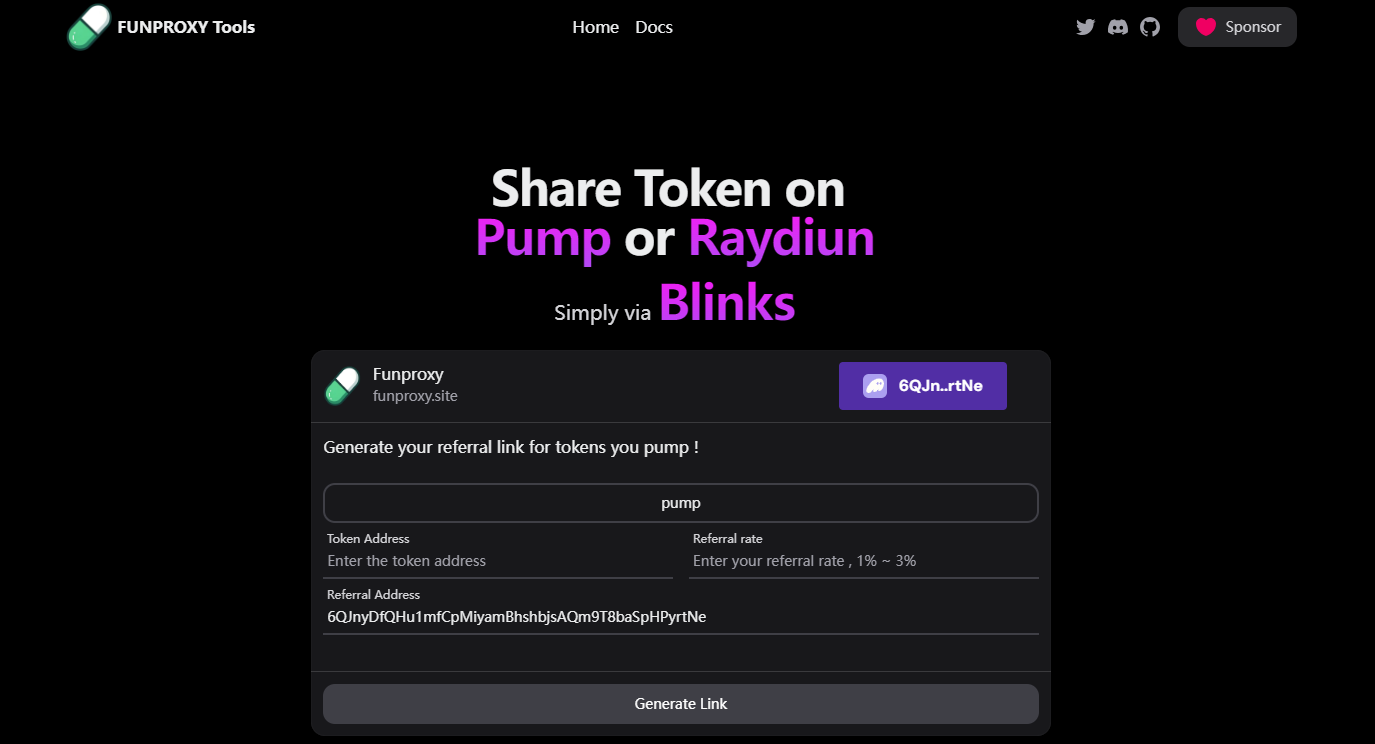 FUNPROXY Tools
Home Docs
Sponsor
Share Token on
Pump or Raydiun
Simply via Blinks
Funproxy
funproxy.site
6QJn..rtNe
Generate your referral link for tokens you pump !
pump
Token Address
Enter the token address
Referral rate
Enter your referral rate , 1% ~ 3%
Referral Address
6QJnyDfQHu1mfCpMiyamBhshbjsAQm9T8baSpHPyrtNe
Generate Link